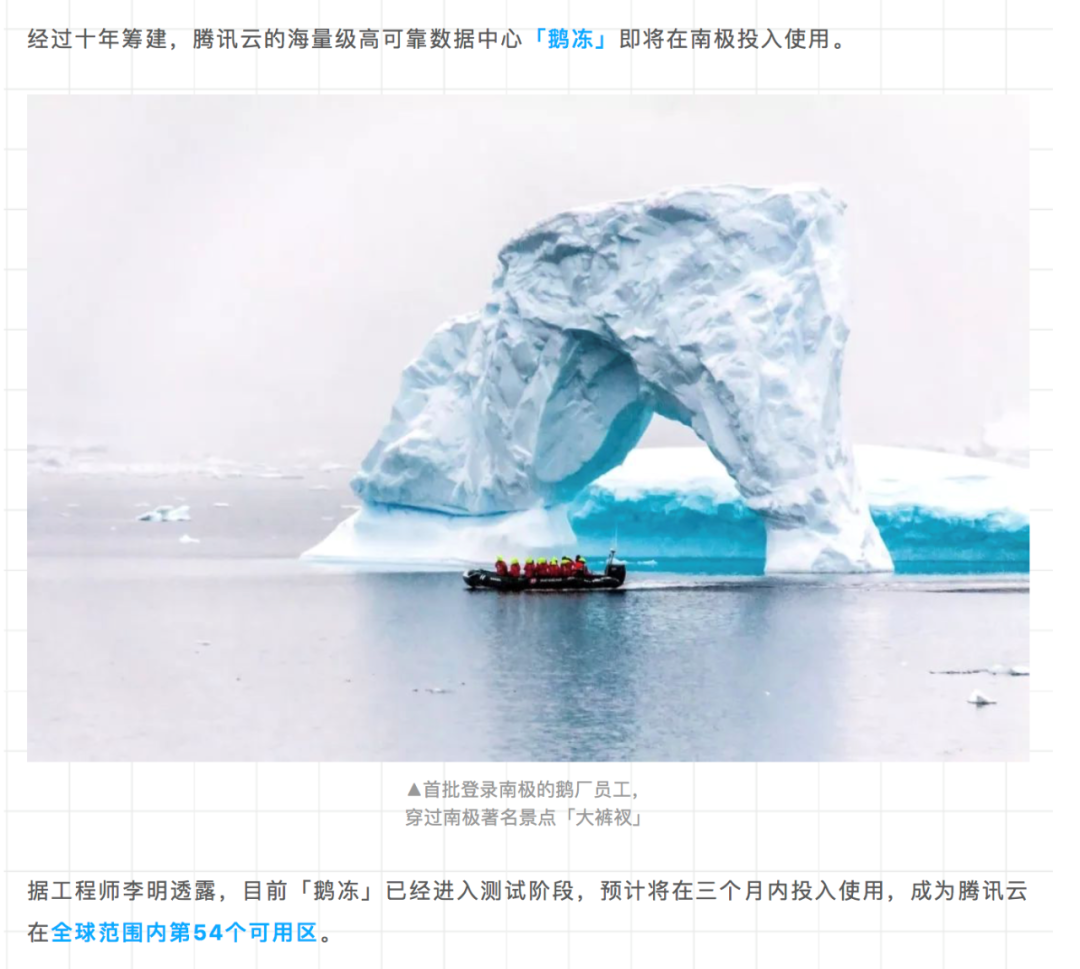 经过十年筹建，腾讯云的海量级高可靠数据中心「鹅冻」即将在南极投入使用。
▲首批登录南极的鹅厂员工，
穿过南极著名景点「大裤衩」
据工程师李明透露，目前「鹅冻」已经进入测试阶段，预计将在三个月内投入使用，成为腾讯云
在全球范围内第54个可用区。